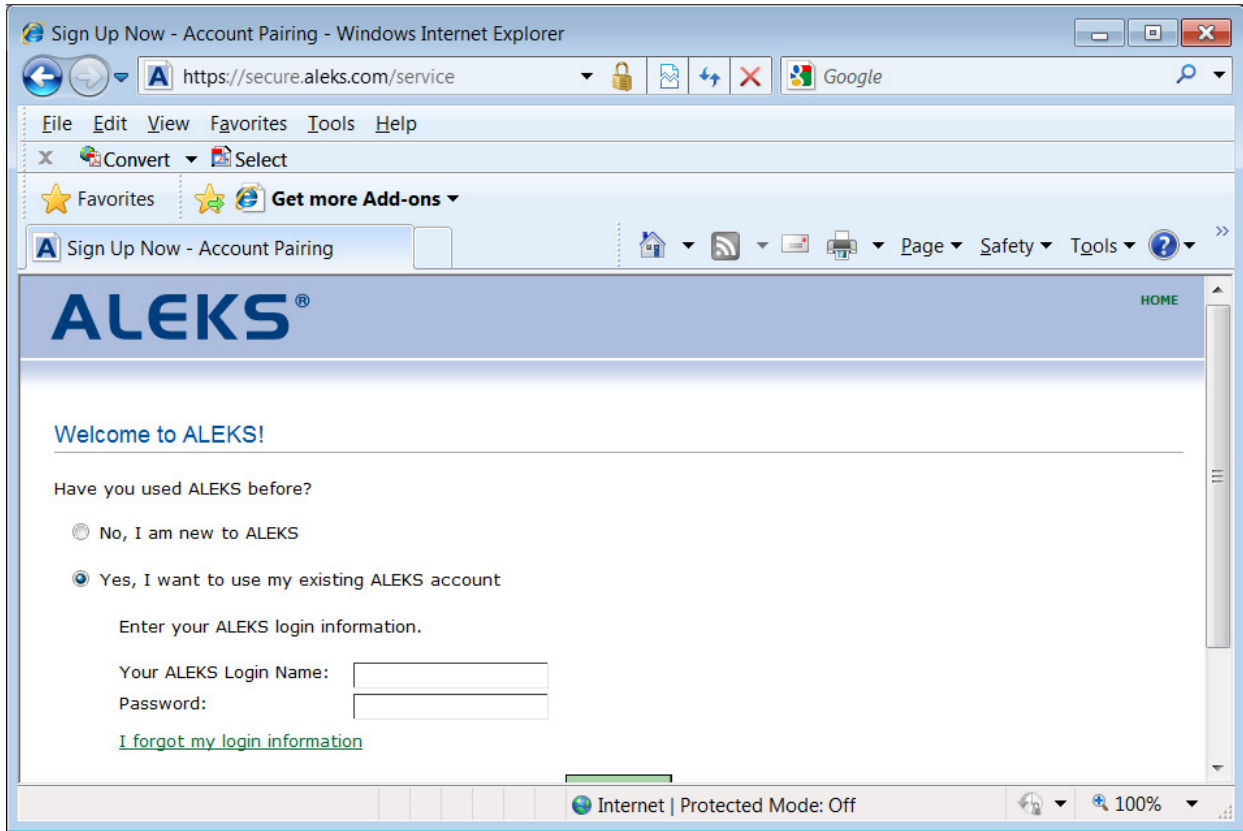 Sign Up Now - Account Pairing - Windows Internet Explorer
https://secure.aleks.com/service
Google
File Edit View Favorites Tools Help
x Convert Select
Favorites Get more Add-ons
A Sign Up Now - Account Pairing Page Safety Tools ? »
ALEKS® HOME
Welcome to ALEKS!
Have you used ALEKS before?
No, I am new to ALEKS
Yes, I want to use my existing ALEKS account
Enter your ALEKS login information.
Your ALEKS Login Name:
Password:
I forgot my login information
Internet | Protected Mode: Off 100%